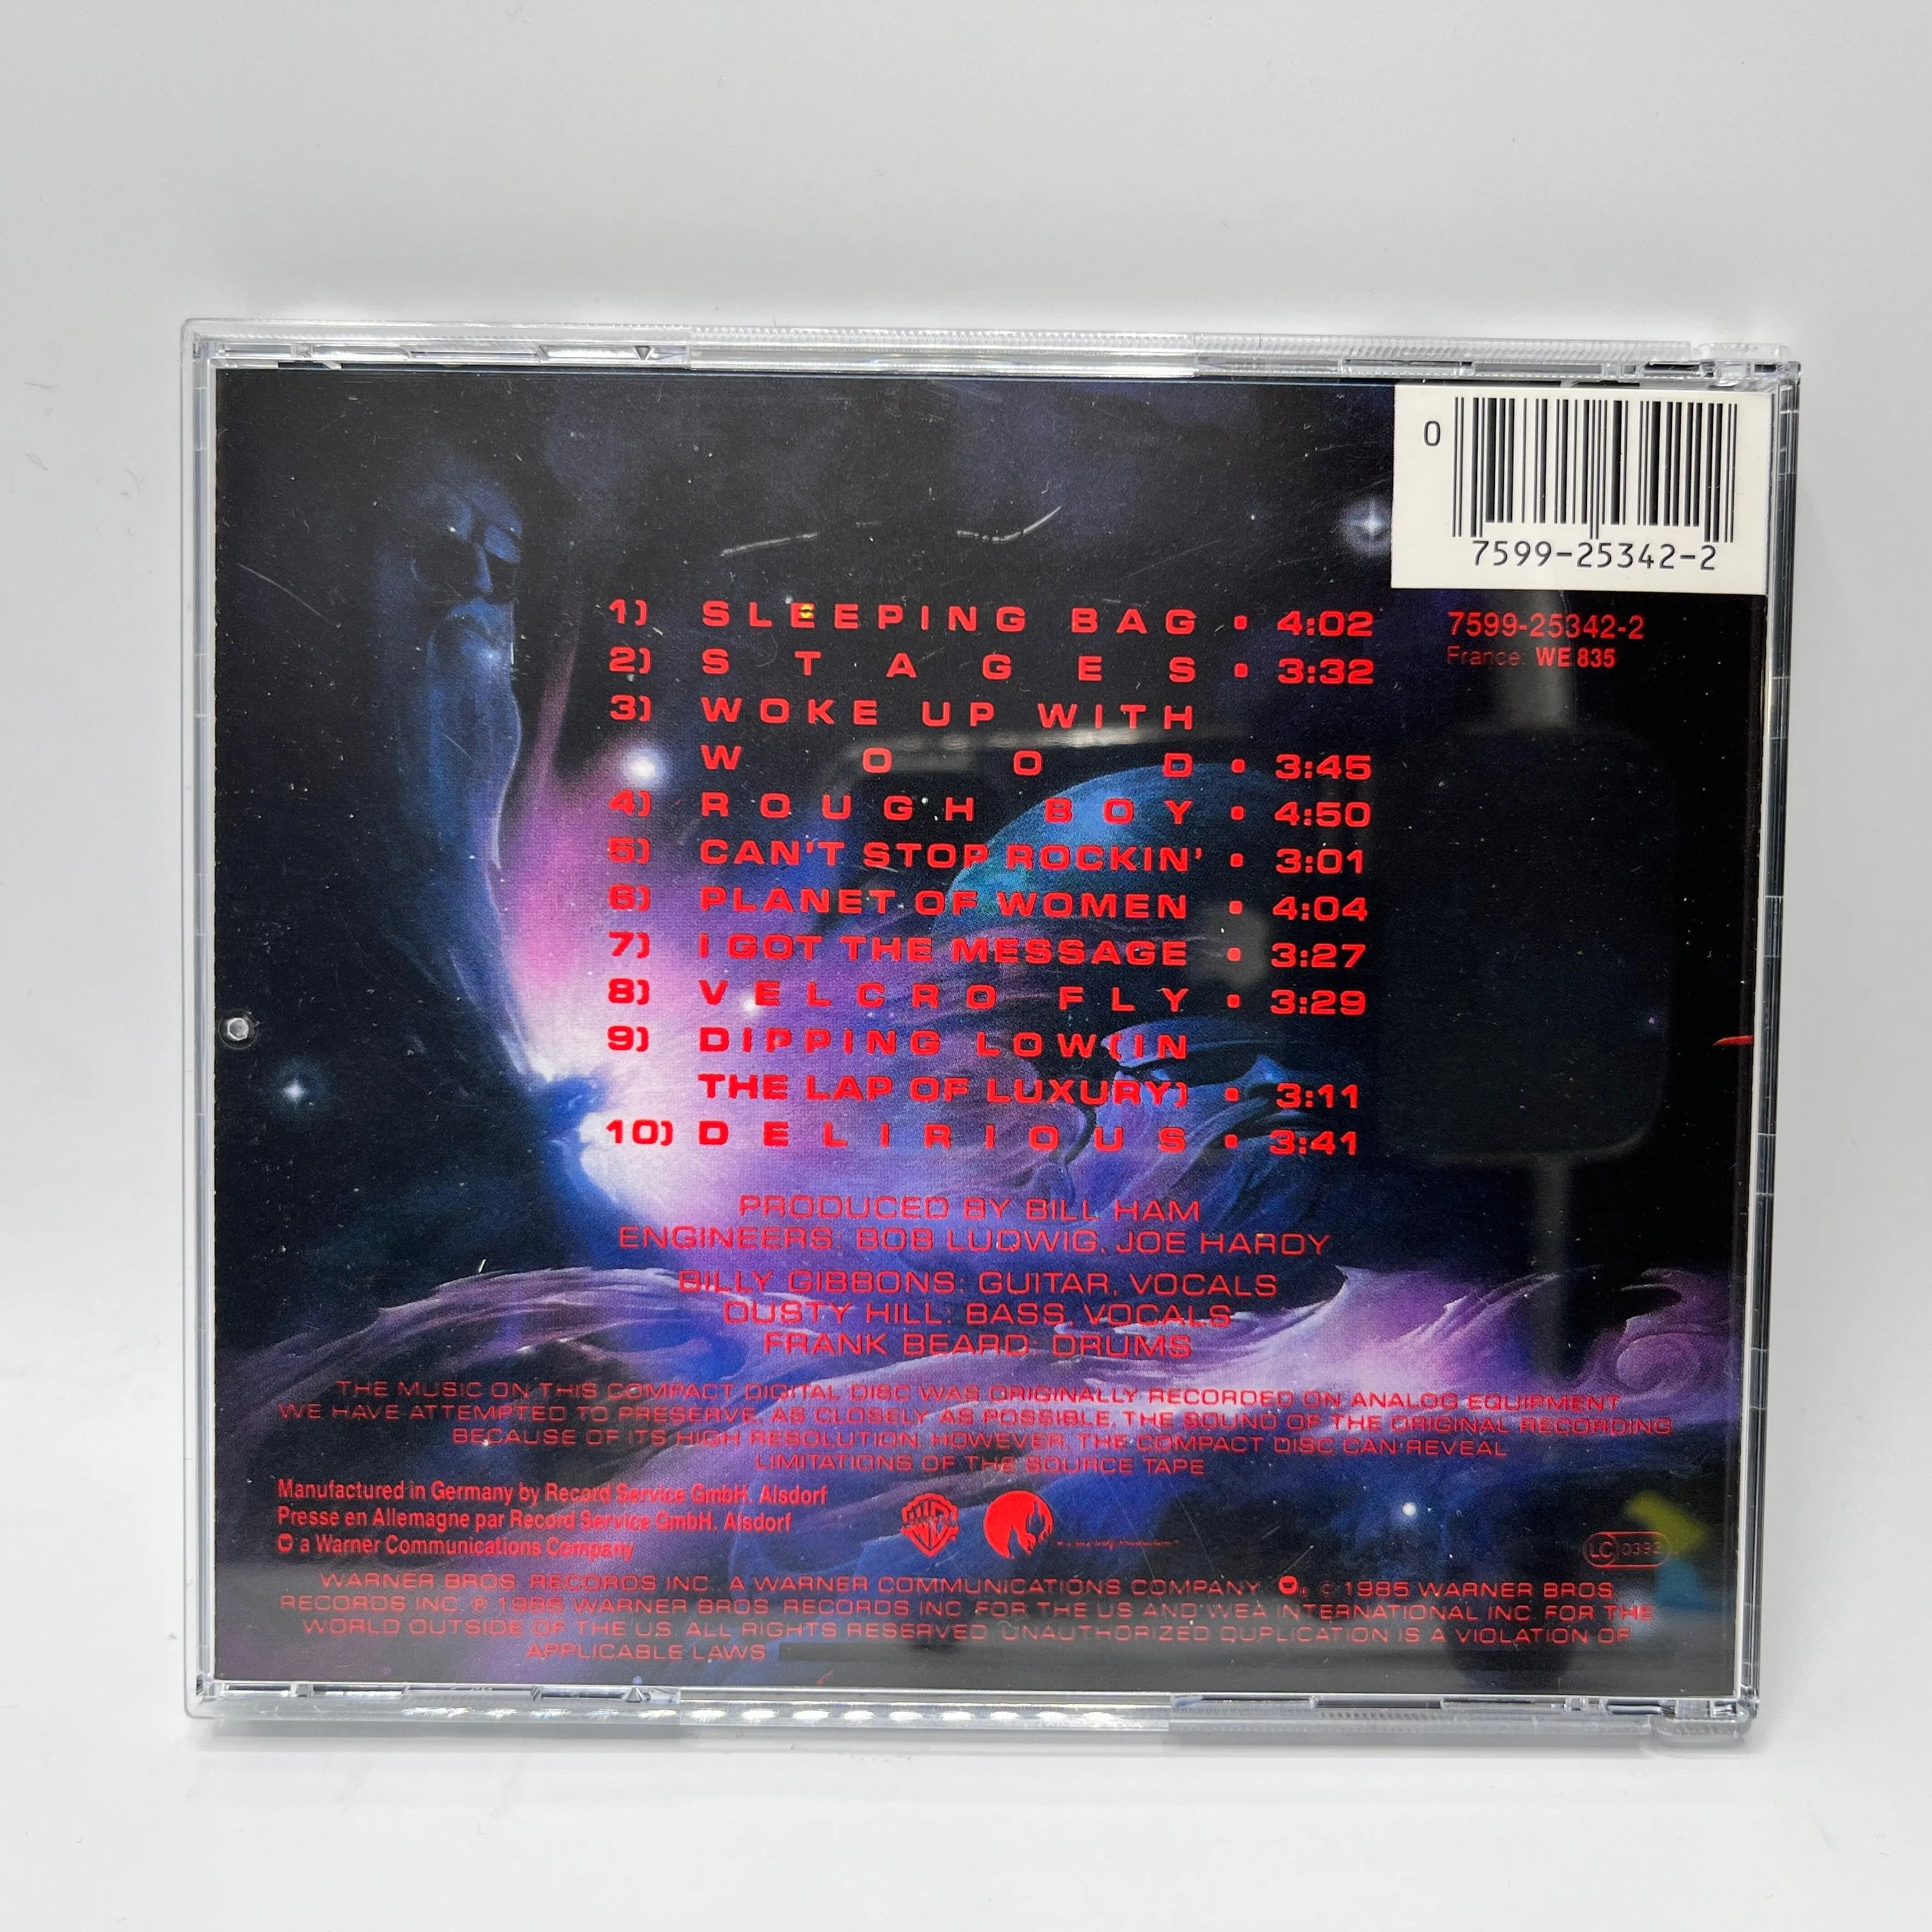 0
7599-25342-2
7599-25342-2
France WE 835
1) SLEEPING BAG • 4:02
2) STAGES • 3:32
3) WOKE UP WITH
WOOD • 3:45
4) ROUGH BOY • 4:50
5) CAN'T STOP ROCKIN' • 3:01
6) PLANET OF WOMEN • 4:04
7) I GOT THE MESSAGE • 3:27
8) VELCRO FLY • 3:29
9) DIPPING LOW (IN
THE LAP OF LUXURY) • 3:11
10) DELIRIOUS • 3:41
PRODUCED BY BILL HAM
ENGINEERS: BOB LUDWIG, JOE HARDY
BILLY GIBBONS: GUITAR, VOCALS
DUSTY HILL: BASS, VOCALS
FRANK BEARD: DRUMS
THE MUSIC ON THIS COMPACT DIGITAL DISC WAS ORIGINALLY RECORDED ON ANALOG EQUIPMENT
WE HAVE ATTEMPTED TO PRESERVE, AS CLOSELY AS POSSIBLE, THE SOUND OF THE ORIGINAL RECORDING
BECAUSE OF ITS HIGH RESOLUTION, HOWEVER, THE COMPACT DISC CAN REVEAL
LIMITATIONS OF THE SOURCE TAPE
Manufactured in Germany by Record Service GmbH. Alsdorf
Presse en Allemagne par Record Service GmbH. Alsdorf
a Warner Communications Company
LC 0392
WARNER BROS. RECORDS INC., A WARNER COMMUNICATIONS COMPANY © 1985 WARNER BROS
RECORDS INC. ℗ 1985 WARNER BROS. RECORDS INC. FOR THE US AND WEA INTERNATIONAL INC. FOR THE
WORLD OUTSIDE OF THE U.S. ALL RIGHTS RESERVED UNAUTHORIZED DUPLICATION IS A VIOLATION OF
APPLICABLE LAWS